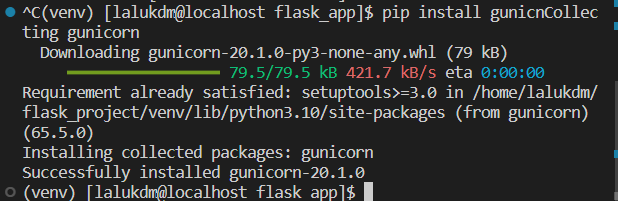 ^C(venv) [lalukdm@localhost flask_app]$ pip install gunicnCollec
ting gunicorn
Downloading gunicorn-20.1.0-py3-none-any.whl (79 kB)
79.5/79.5 kB 421.7 kB/s eta 0:00:00
Requirement already satisfied: setuptools>=3.0 in /home/lalukdm/
flask_project/venv/lib/python3.10/site-packages (from gunicorn)
(65.5.0)
Installing collected packages: gunicorn
Successfully installed gunicorn-20.1.0
(venv) [lalukdm@localhost flask_app]$